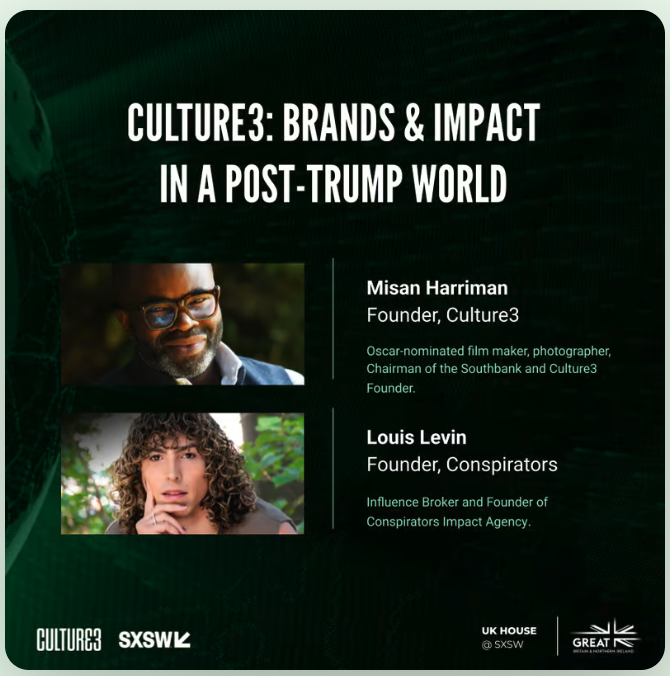 CULTURE3: BRANDS & IMPACT
IN A POST-TRUMP WORLD
Misan Harriman
Founder, Culture3
Oscar-nominated film maker, photographer,
Chairman of the Southbank and Culture3
Founder.
Louis Levin
Founder, Conspirators
Influence Broker and Founder of
Conspirators Impact Agency.
CULTUR33
SXSW
UK HOUSE
@ SXSW
GREAT
BRITAIN & NORTHERN IRELAND